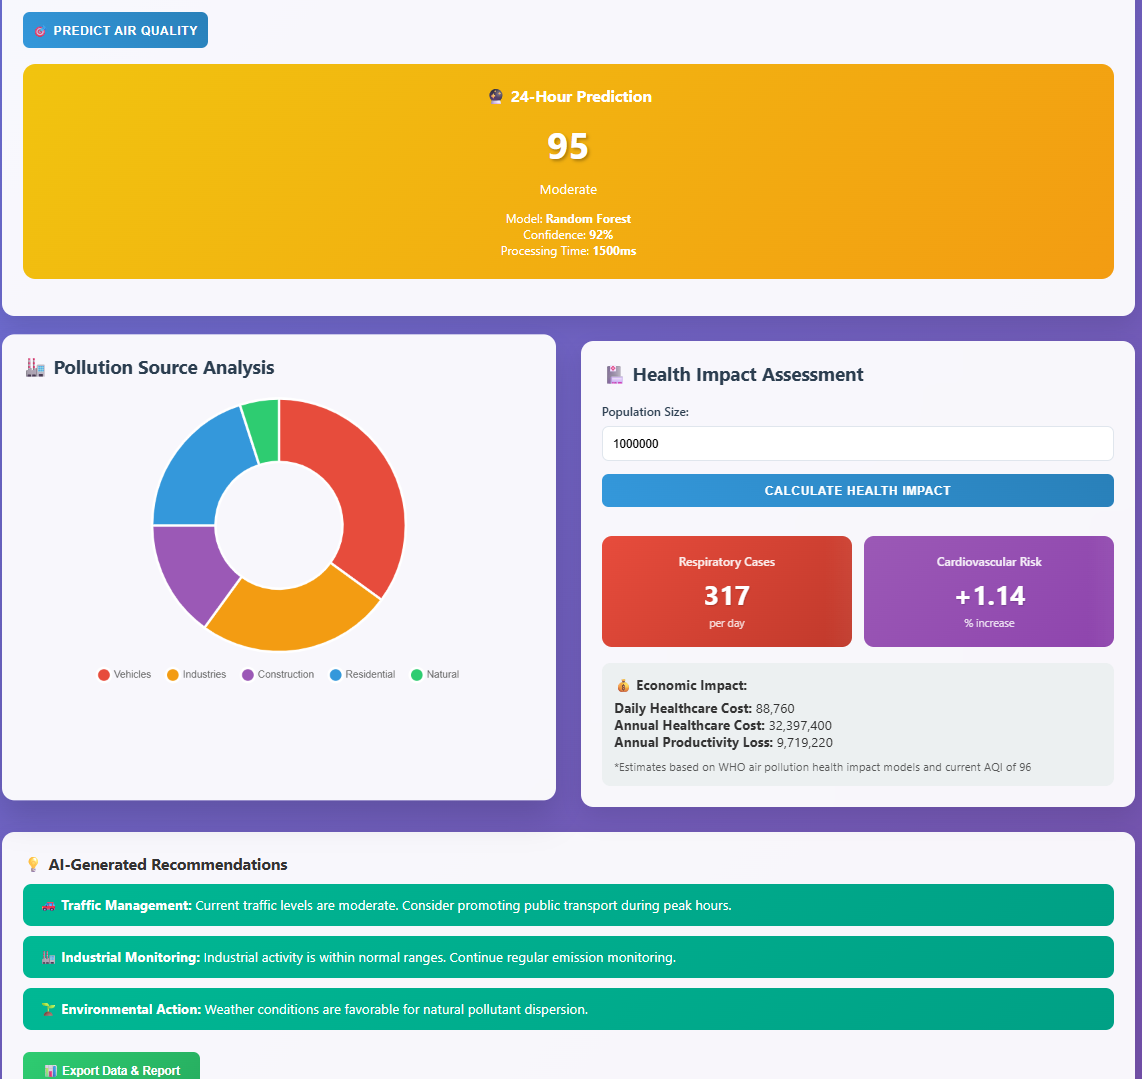 PREDICT AIR QUALITY
24-Hour Prediction
95
Moderate
Model: Random Forest
Confidence: 92%
Processing Time: 1500ms
Pollution Source Analysis
Vehicles Industries Construction Residential Natural
Health Impact Assessment
Population Size:
1000000
CALCULATE HEALTH IMPACT
Respiratory Cases
317
per day
Cardiovascular Risk
+1.14
% increase
Economic Impact:
Daily Healthcare Cost: 88,760
Annual Healthcare Cost: 32,397,400
Annual Productivity Loss: 9,719,220
*Estimates based on WHO air pollution health impact models and current AQI of 96
AI-Generated Recommendations
Traffic Management: Current traffic levels are moderate. Consider promoting public transport during peak hours.
Industrial Monitoring: Industrial activity is within normal ranges. Continue regular emission monitoring.
Environmental Action: Weather conditions are favorable for natural pollutant dispersion.
Export Data & Report